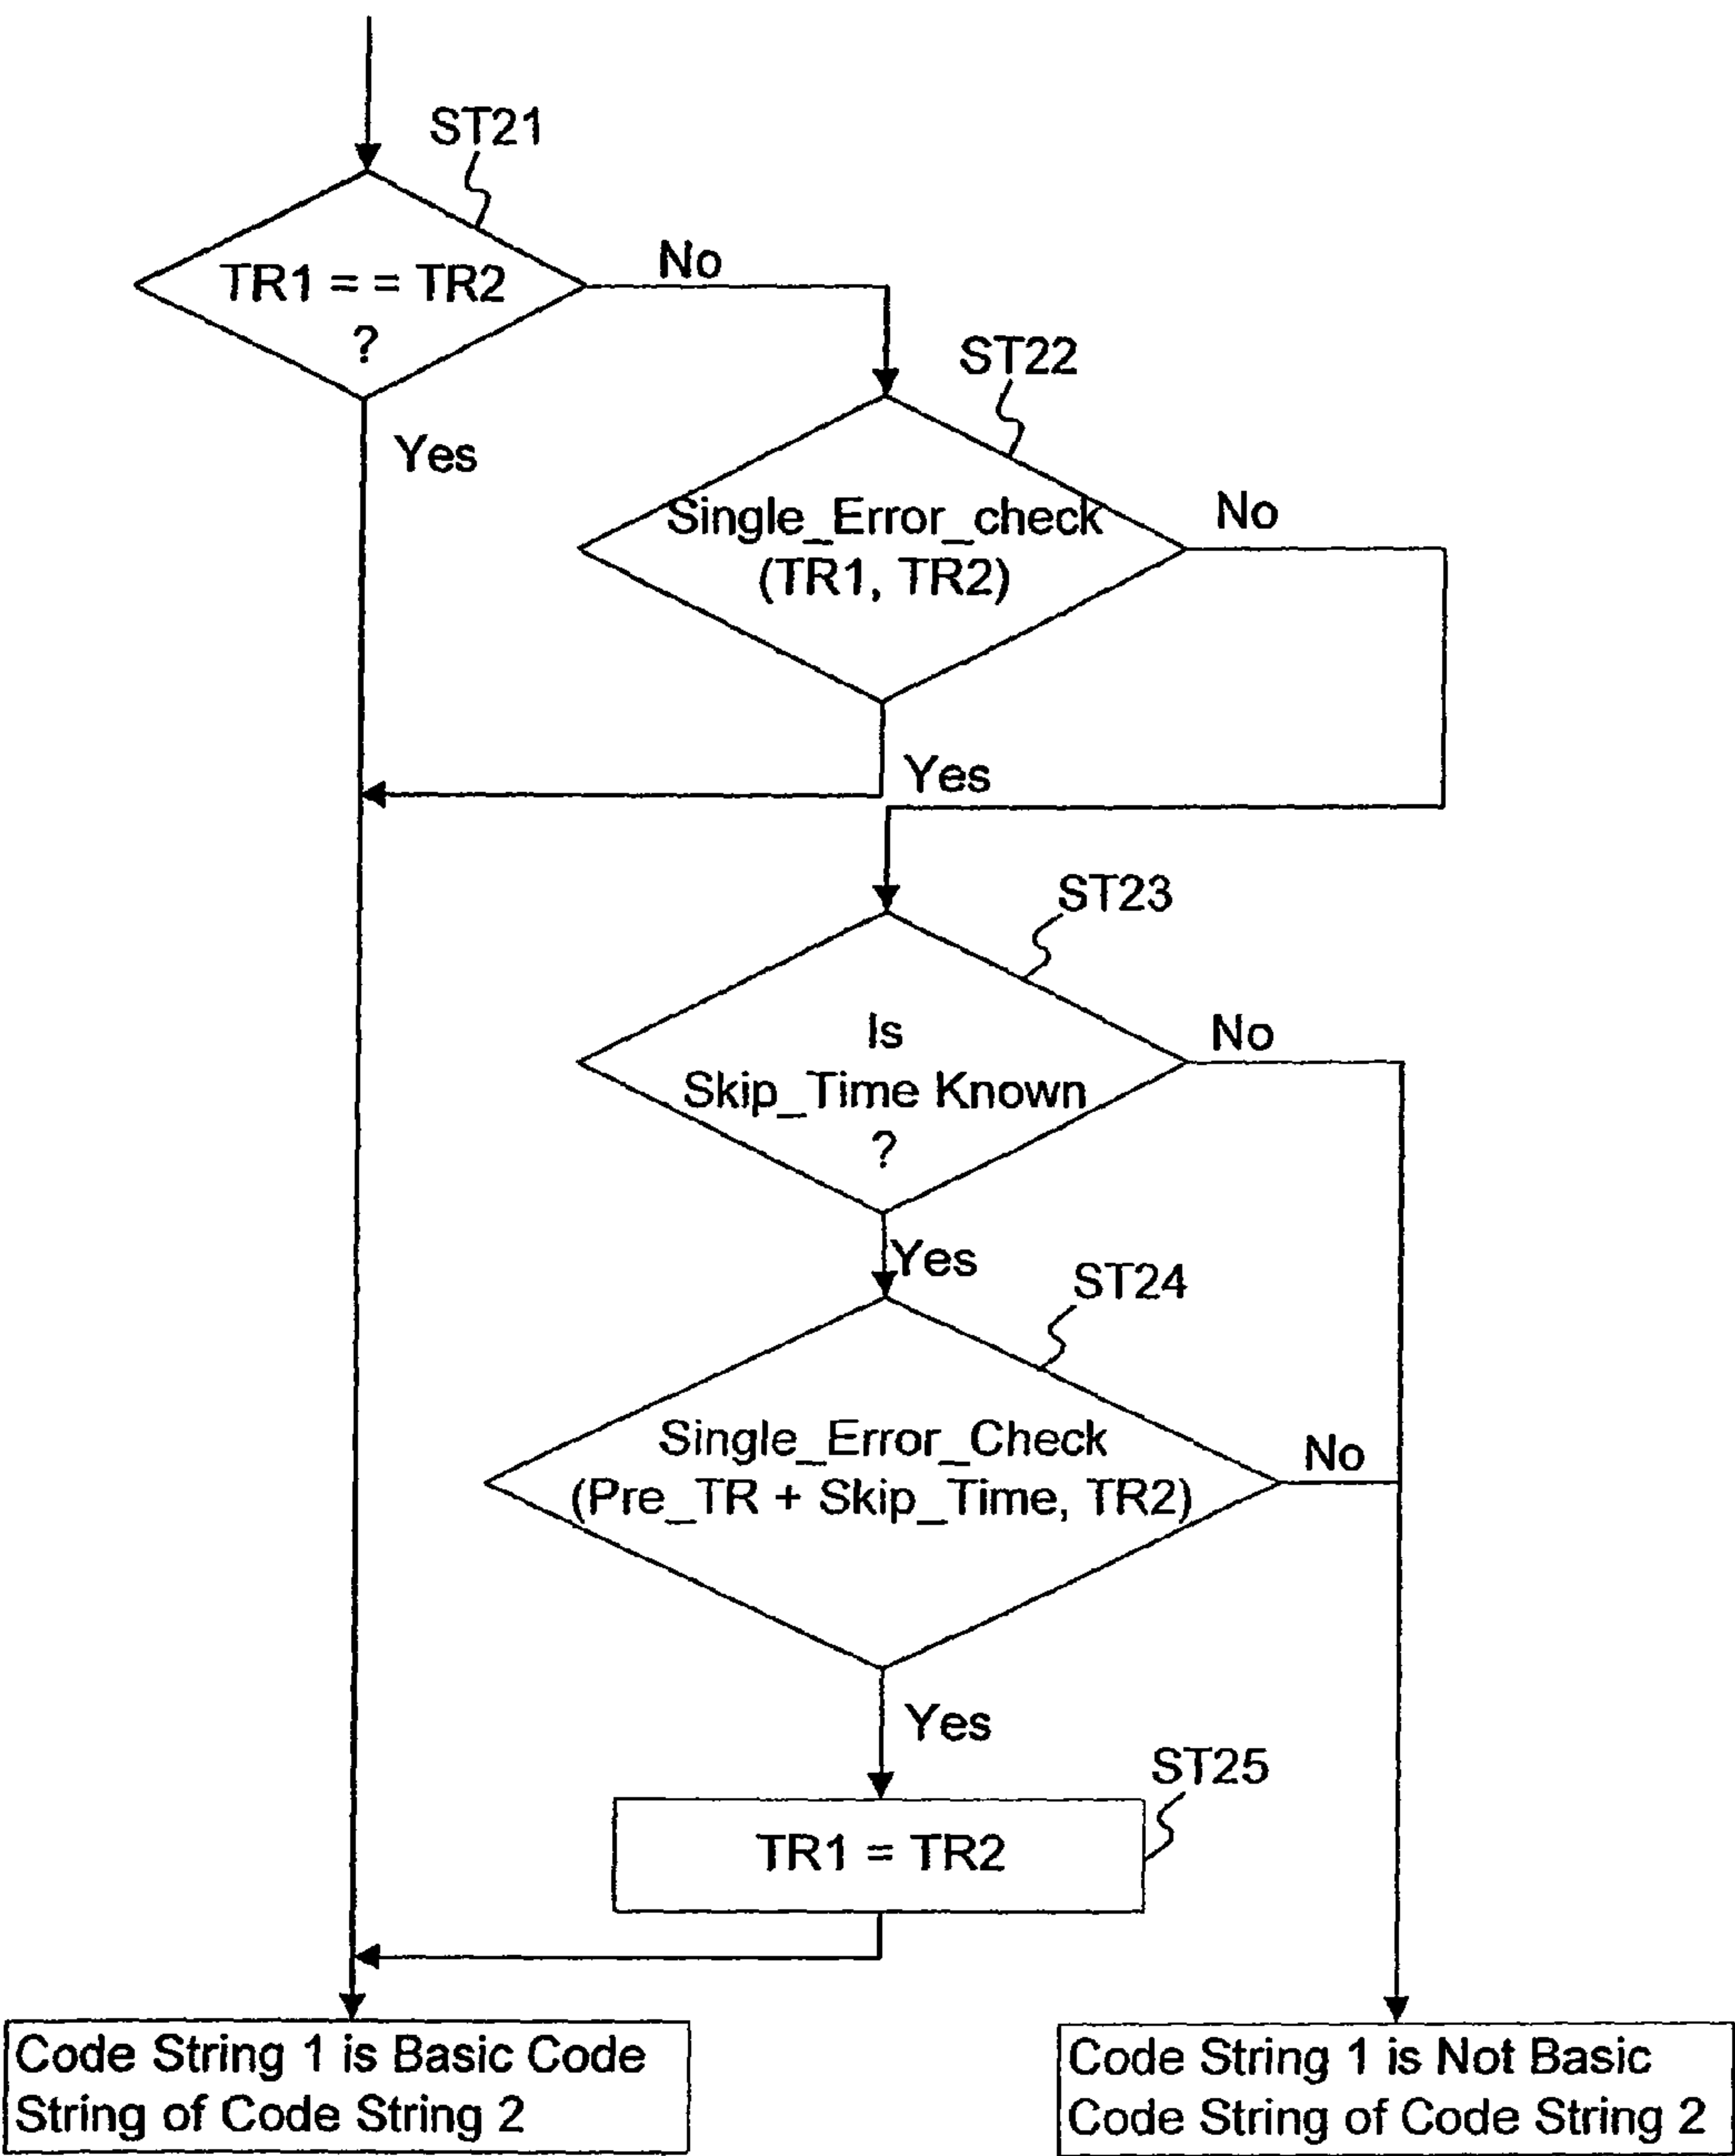 ST21
TR1 = = TR2
?
No
Yes
ST22
Single_Error_check
(TR1, TR2)
No
Yes
ST23
Is
Skip_Time Known
?
No
Yes
ST24
Single_Error_Check
(Pre_TR + Skip_Time, TR2)
No
Yes
ST25
TR1 = TR2
Code String 1 is Basic Code
String of Code String 2
Code String 1 is Not Basic
Code String of Code String 2